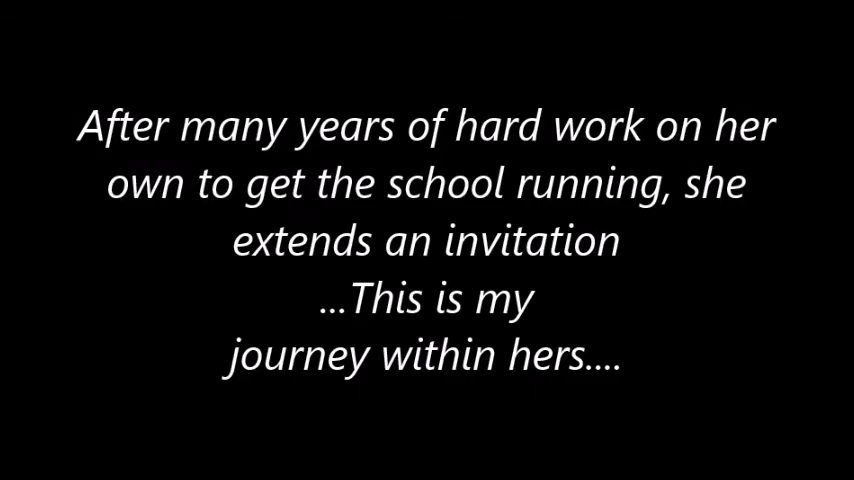 After many years of hard work on her
own to get the school running, she
extends an invitation
...This is my
journey within hers....